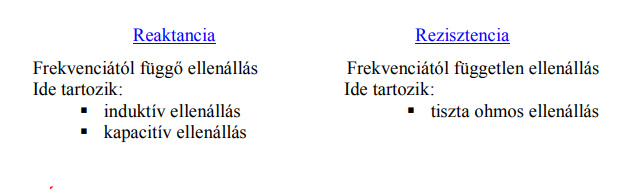 Reaktancia
Frekvenciától függő ellenállás
Ide tartozik:
▪ induktív ellenállás
▪ kapacitív ellenállás
Rezisztencia
Frekvenciától független ellenállás
Ide tartozik:
▪ tiszta ohmos ellenállás